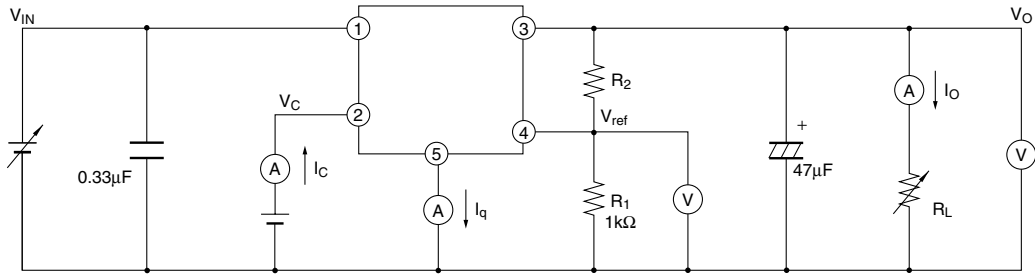 V_IN
1
3
V_O
R_2
A
I_O
V_C
2
4
V_ref
+
5
A
I_C
0.33μF
47μF
V
A
I_q
R_1
1kΩ
V
R_L